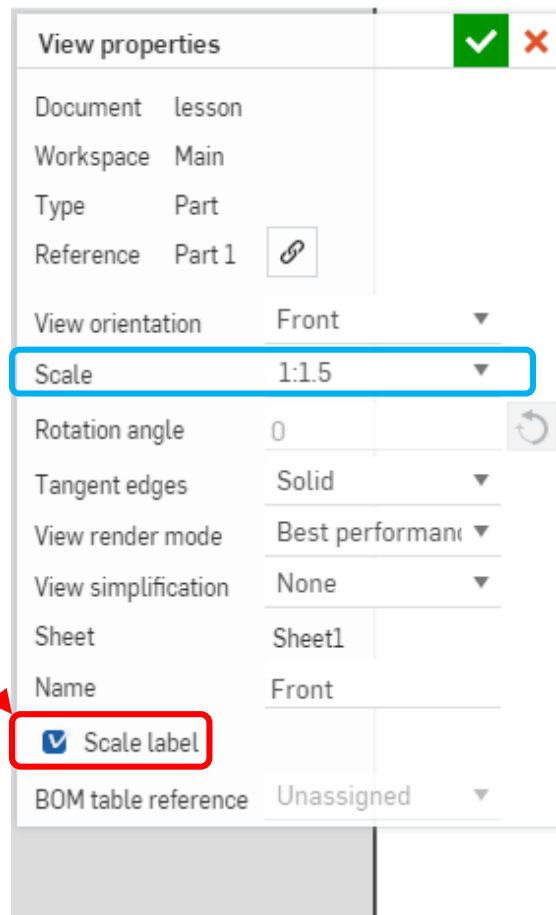 View properties
Document lesson
Workspace Main
Type Part
Reference Part 1
View orientation Front
Scale 1:1.5
Rotation angle 0
Tangent edges Solid
View render mode Best performanc
View simplification None
Sheet Sheet1
Name Front
Scale label
BOM table reference Unassigned